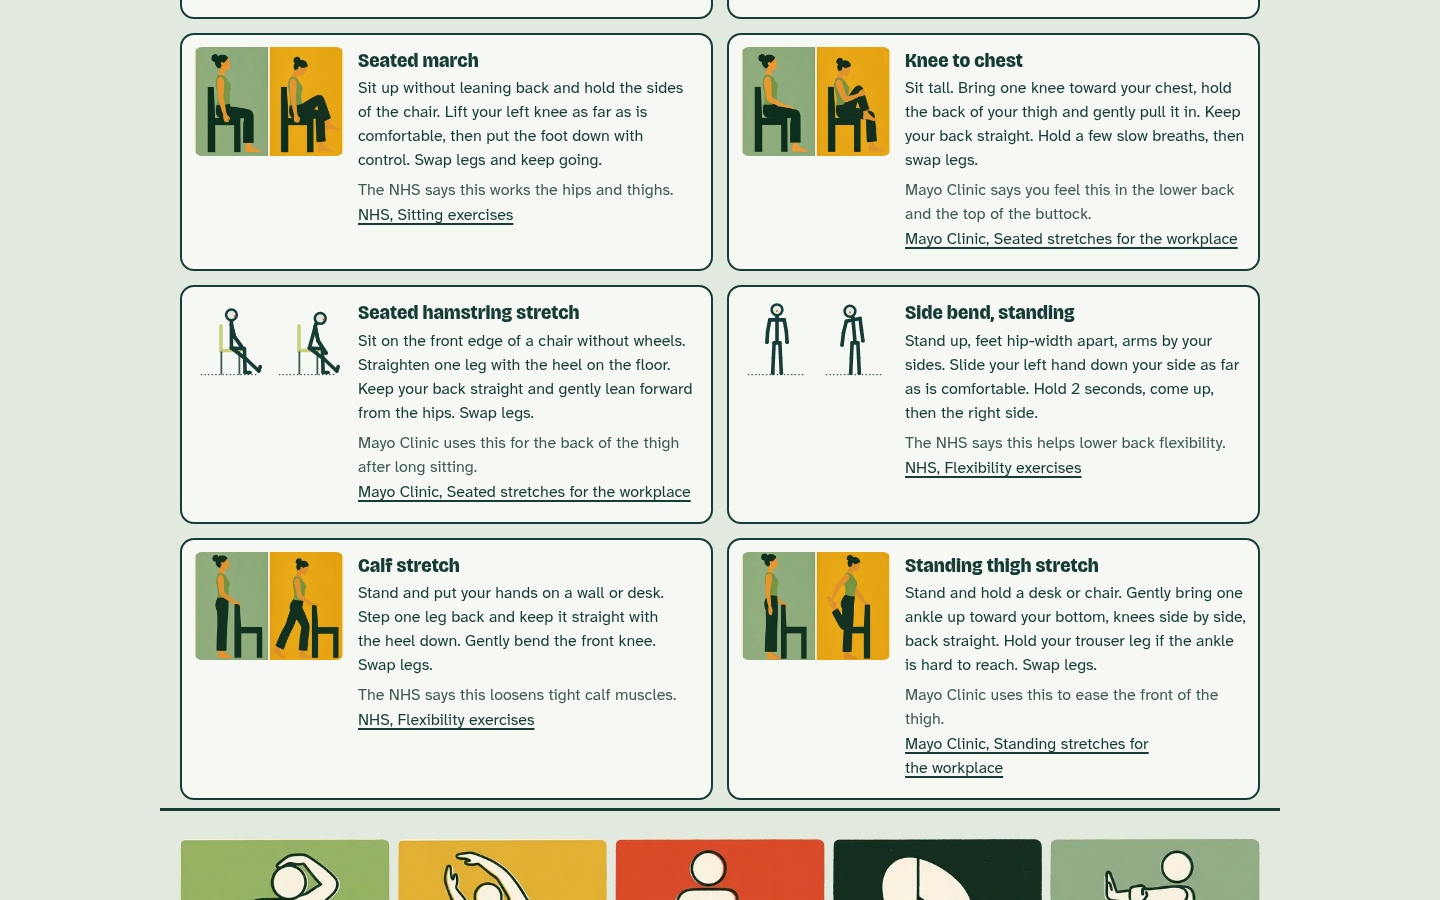 Seated march
Sit up without leaning back and hold the sides
of the chair. Lift your left knee as far as is
comfortable, then put the foot down with
control. Swap legs and keep going.
The NHS says this works the hips and thighs.
NHS, Sitting exercises
Knee to chest
Sit tall. Bring one knee toward your chest, hold
the back of your thigh and gently pull it in. Keep
your back straight. Hold a few slow breaths, then
swap legs.
Mayo Clinic says you feel this in the lower back
and the top of the buttock.
Mayo Clinic, Seated stretches for the workplace
Seated hamstring stretch
Sit on the front edge of a chair without wheels.
Straighten one leg with the heel on the floor.
Keep your back straight and gently lean forward
from the hips. Swap legs.
Mayo Clinic uses this for the back of the thigh
after long sitting.
Mayo Clinic, Seated stretches for the workplace
Side bend, standing
Stand up, feet hip-width apart, arms by your
sides. Slide your left hand down your side as far
as is comfortable. Hold 2 seconds, come up,
then the right side.
The NHS says this helps lower back flexibility.
NHS, Flexibility exercises
Calf stretch
Stand and put your hands on a wall or desk.
Step one leg back and keep it straight with
the heel down. Gently bend the front knee.
Swap legs.
The NHS says this loosens tight calf muscles.
NHS, Flexibility exercises
Standing thigh stretch
Stand and hold a desk or chair. Gently bring one
ankle up toward your bottom, knees side by side,
back straight. Hold your trouser leg if the ankle
is hard to reach. Swap legs.
Mayo Clinic uses this to ease the front of the
thigh.
Mayo Clinic, Standing stretches for
the workplace